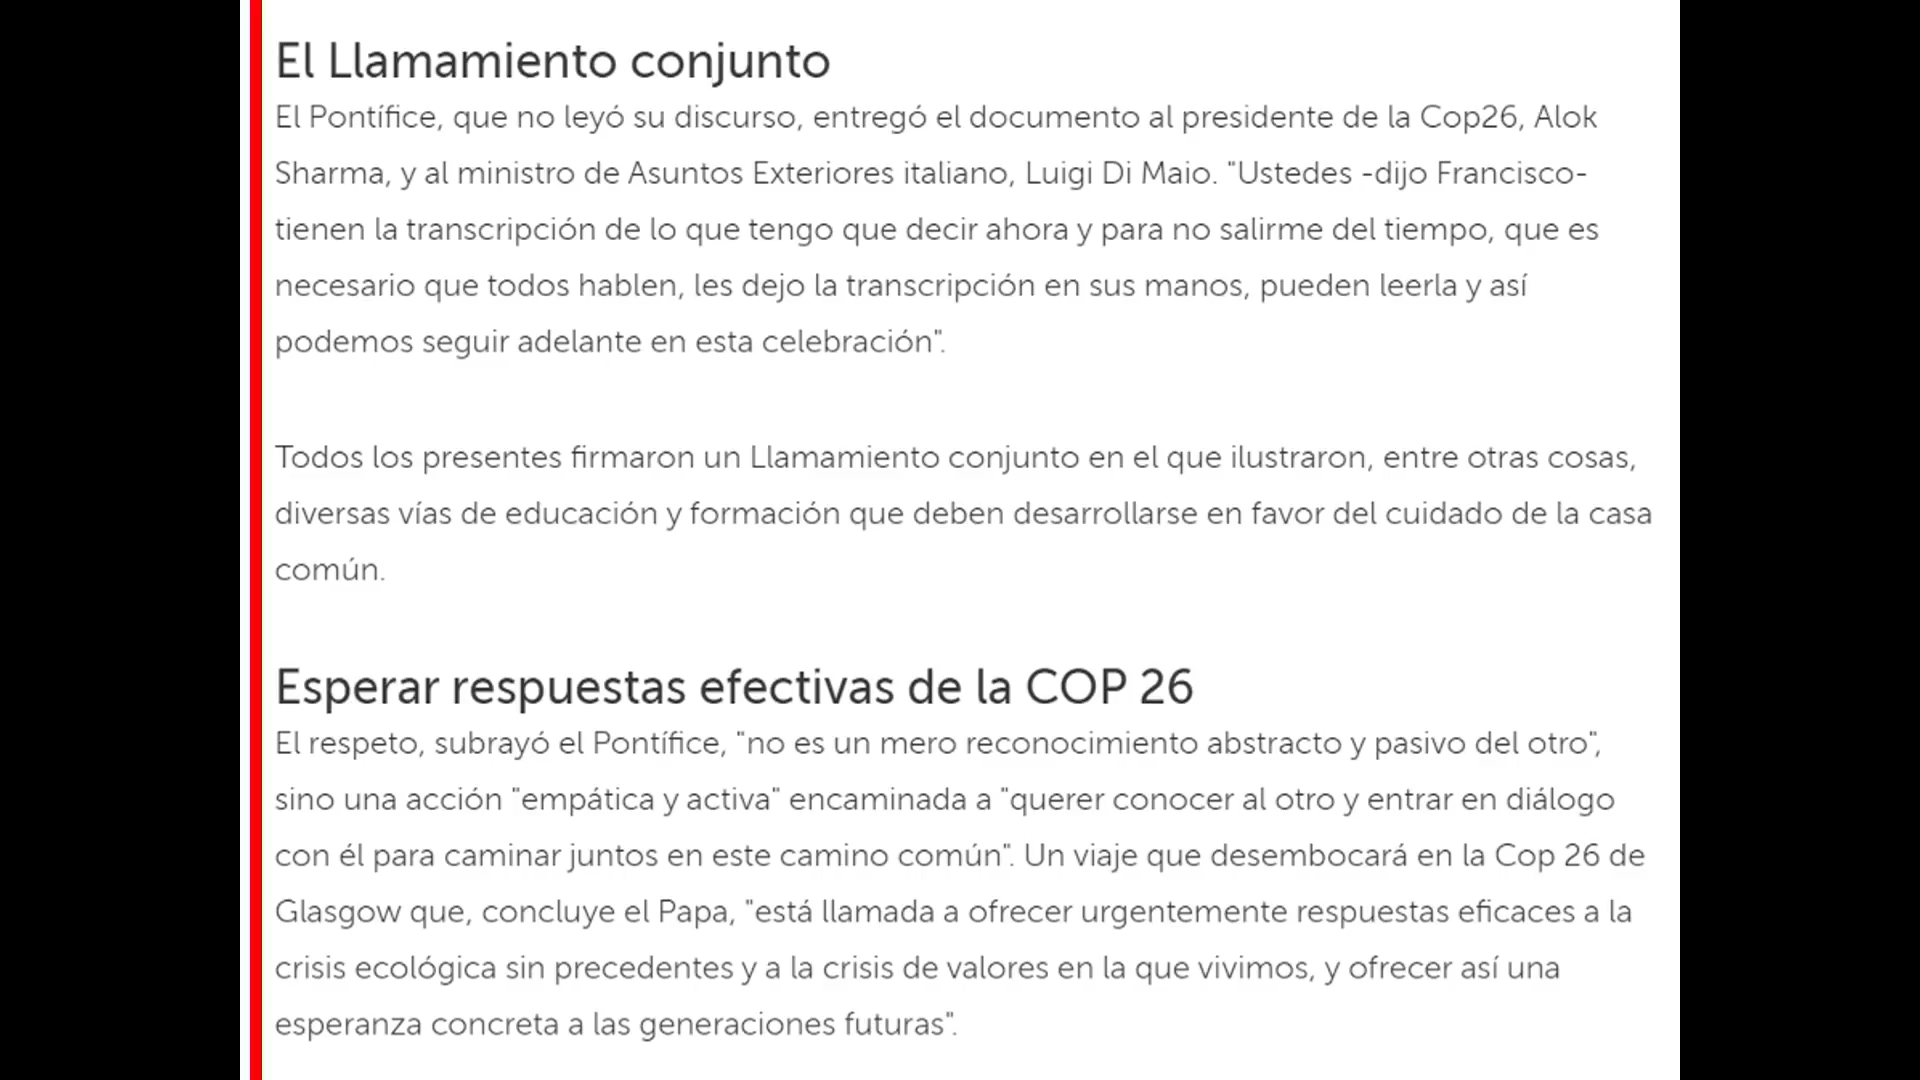 El Llamamiento conjunto
El Pontífice, que no leyó su discurso, entregó el documento al presidente de la Cop26, Alok
Sharma, y al ministro de Asuntos Exteriores italiano, Luigi Di Maio. "Ustedes -dijo Francisco-
tienen la transcripción de lo que tengo que decir ahora y para no salirme del tiempo, que es
necesario que todos hablen, les dejo la transcripción en sus manos, pueden leerla y así
podemos seguir adelante en esta celebración".
Todos los presentes firmaron un Llamamiento conjunto en el que ilustraron, entre otras cosas,
diversas vías de educación y formación que deben desarrollarse en favor del cuidado de la casa
común.
Esperar respuestas efectivas de la COP 26
El respeto, subrayó el Pontífice, "no es un mero reconocimiento abstracto y pasivo del otro",
sino una acción "empática y activa" encaminada a "querer conocer al otro y entrar en diálogo
con él para caminar juntos en este camino común". Un viaje que desembocará en la Cop 26 de
Glasgow que, concluye el Papa, "está llamada a ofrecer urgentemente respuestas eficaces a la
crisis ecológica sin precedentes y a la crisis de valores en la que vivimos, y ofrecer así una
esperanza concreta a las generaciones futuras".